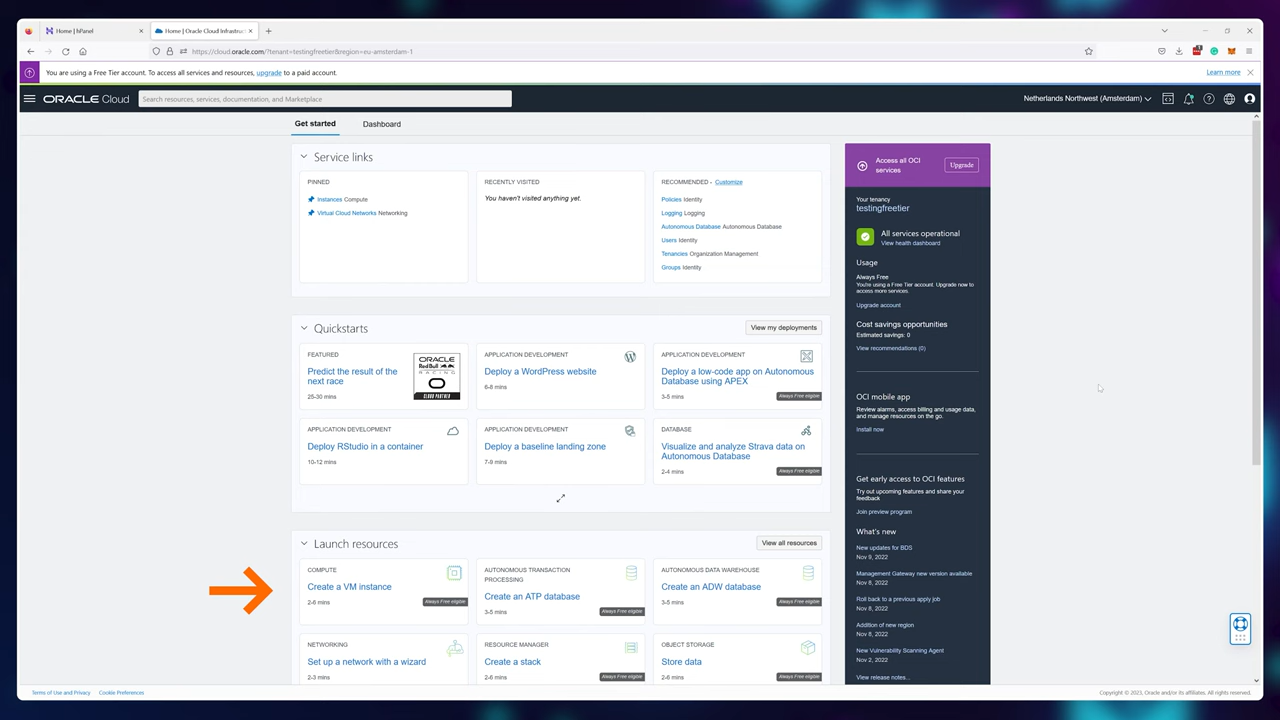 Home | hPanel
Home | Oracle Cloud Infrastruc
https://cloud.oracle.com/?tenant=testingfreetier&region=eu-amsterdam-1
You are using a Free Tier account. To access all services and resources, upgrade to a paid account.
Learn more
ORACLE Cloud
Search resources, services, documentation, and Marketplace
Netherlands Northwest (Amsterdam)
Get started
Dashboard
Service links
PINNED
Instances Compute
Virtual Cloud Networks Networking
RECENTLY VISITED
You haven't visited anything yet.
RECOMMENDED - Customize
Policies Identity
Logging Logging
Autonomous Database Autonomous Database
Users Identity
Tenancies Organization Management
Groups Identity
Quickstarts
View my deployments
FEATURED
Predict the result of the
next race
25-30 mins
ORACLE
Red Bull
RACING
CLOUD PARTNER
APPLICATION DEVELOPMENT
Deploy a WordPress website
6-8 mins
APPLICATION DEVELOPMENT
Deploy a low-code app on Autonomous
Database using APEX
3-5 mins
Always Free eligible
APPLICATION DEVELOPMENT
Deploy RStudio in a container
10-12 mins
APPLICATION DEVELOPMENT
Deploy a baseline landing zone
7-9 mins
DATABASE
Visualize and analyze Strava data on
Autonomous Database
2-4 mins
Always Free eligible
Launch resources
View all resources
COMPUTE
Create a VM instance
2-6 mins
Always Free eligible
AUTONOMOUS TRANSACTION
PROCESSING
Create an ATP database
3-5 mins
Always Free eligible
AUTONOMOUS DATA WAREHOUSE
Create an ADW database
3-5 mins
Always Free eligible
NETWORKING
Set up a network with a wizard
2-3 mins
RESOURCE MANAGER
Create a stack
2-6 mins
Always Free eligible
OBJECT STORAGE
Store data
2-6 mins
Always Free eligible
Access all OCI
services
Upgrade
Your tenancy
testingfreetier
All services operational
View health dashboard
Usage
Always Free
You're using a Free Tier account. Upgrade now to
access more services.
Upgrade account
Cost savings opportunities
Estimated savings: 0
View recommendations (0)
OCI mobile app
Review alarms, access billing and usage data,
and manage resources on the go.
Install now
Get early access to OCI features
Try out upcoming features and share your
feedback
Join preview program
What's new
New updates for BDS
Nov 9, 2022
Management Gateway new version available
Nov 8, 2022
Roll back to a previous apply job
Nov 8, 2022
Addition of new region
Nov 8, 2022
New Vulnerability Scanning Agent
Nov 2, 2022
View release notes...
Terms of Use and Privacy
Cookie Preferences
Copyright © 2023, Oracle and/or its affiliates. All rights reserved.